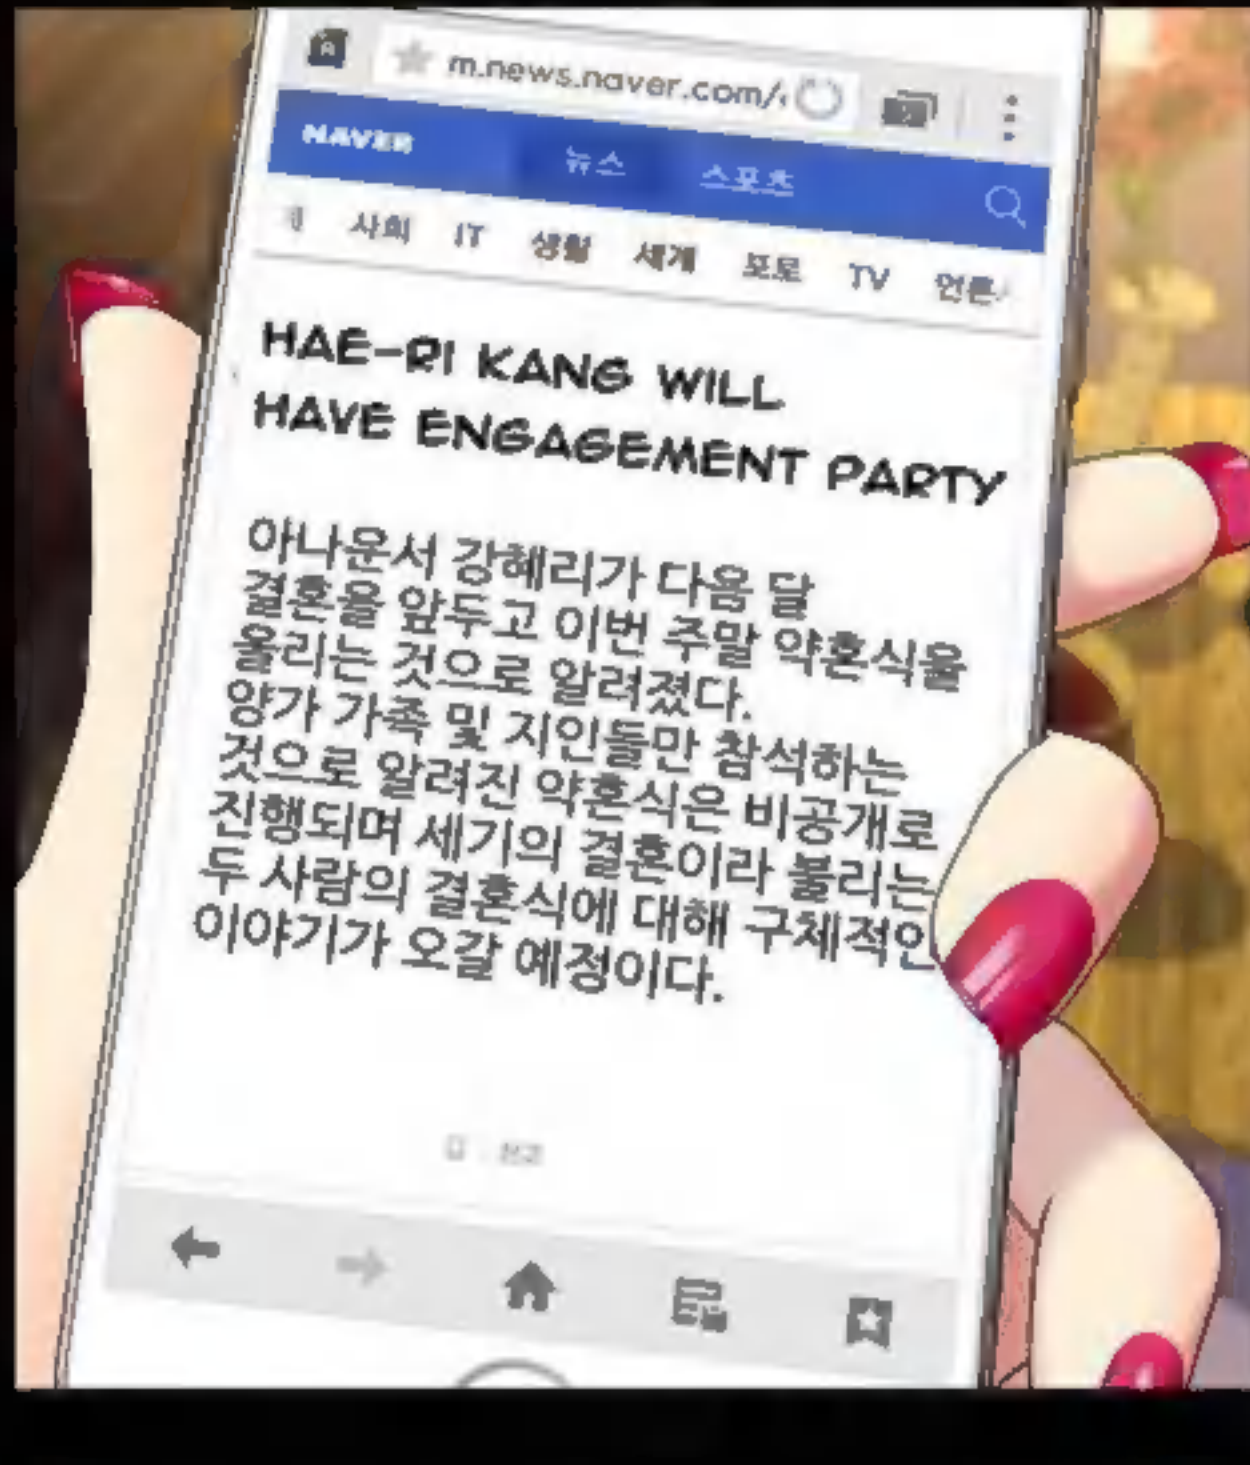 m.news.naver.com/
NAVER 뉴스 스포츠
사회 IT 생활 세계 포토 TV 언론
HAE-RI KANG WILL
HAVE ENGAGEMENT PARTY
아나운서 강혜리가 다음 달
결혼을 앞두고 이번 주말 약혼식을
올리는 것으로 알려졌다.
양가 가족 및 지인들만 참석하는
것으로 알려진 약혼식은 비공개로
진행되며 세기의 결혼이라 불리는
두 사람의 결혼식에 대해 구체적인
이야기가 오갈 예정이다.